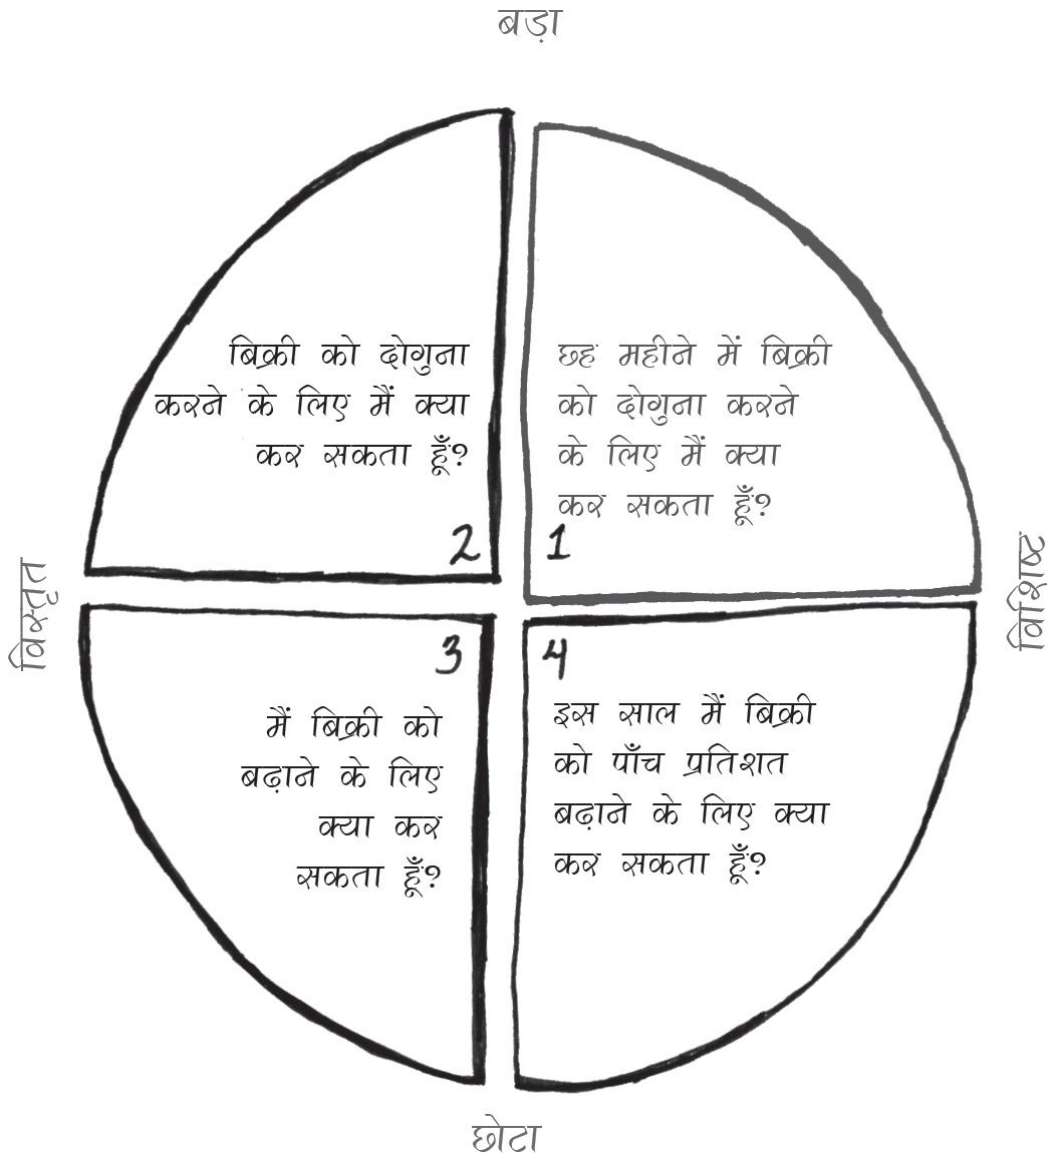 बड़ा
बिक्री को दोगुना
करने के लिए मैं क्या
कर सकता हूँ?
2
छह महीने में बिक्री
को दोगुना करने
के लिए मैं क्या
कर सकता हूँ?
1
विस्तृत
विशिष्ट
3
मैं बिक्री को
बढ़ाने के लिए
क्या कर
सकता हूँ?
4
इस साल मैं बिक्री
को पाँच प्रतिशत
बढ़ाने के लिए क्या
कर सकता हूँ?
छोटा